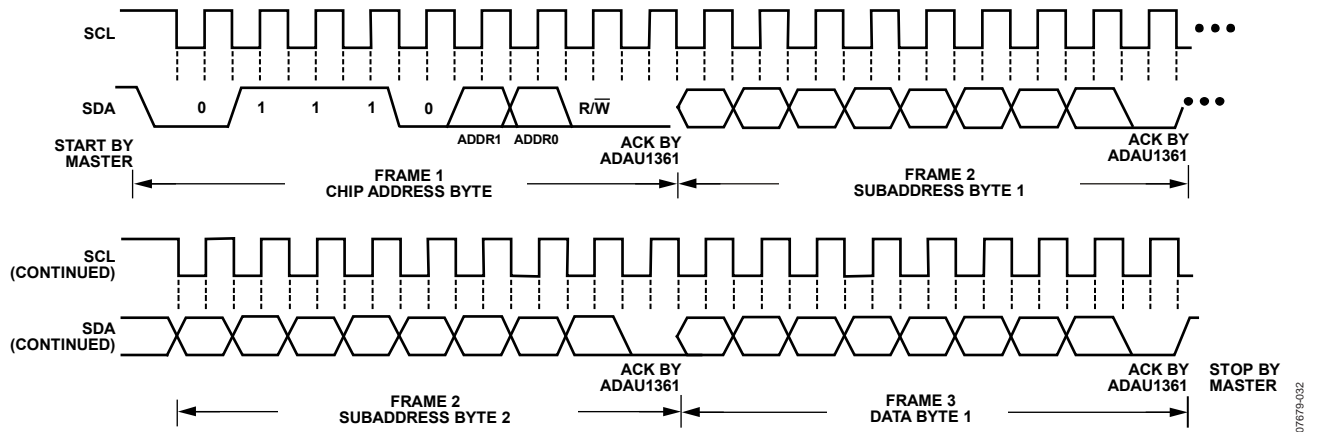 SCL
SDA
0 1 1 1 0 R/W̅
ADDR1 ADDR0
START BY
MASTER
ACK BY
ADAU1361
ACK BY
ADAU1361
FRAME 1
CHIP ADDRESS BYTE
FRAME 2
SUBADDRESS BYTE 1
SCL
(CONTINUED)
SDA
(CONTINUED)
ACK BY
ADAU1361
ACK BY
ADAU1361
STOP BY
MASTER
FRAME 2
SUBADDRESS BYTE 2
FRAME 3
DATA BYTE 1
07679-032